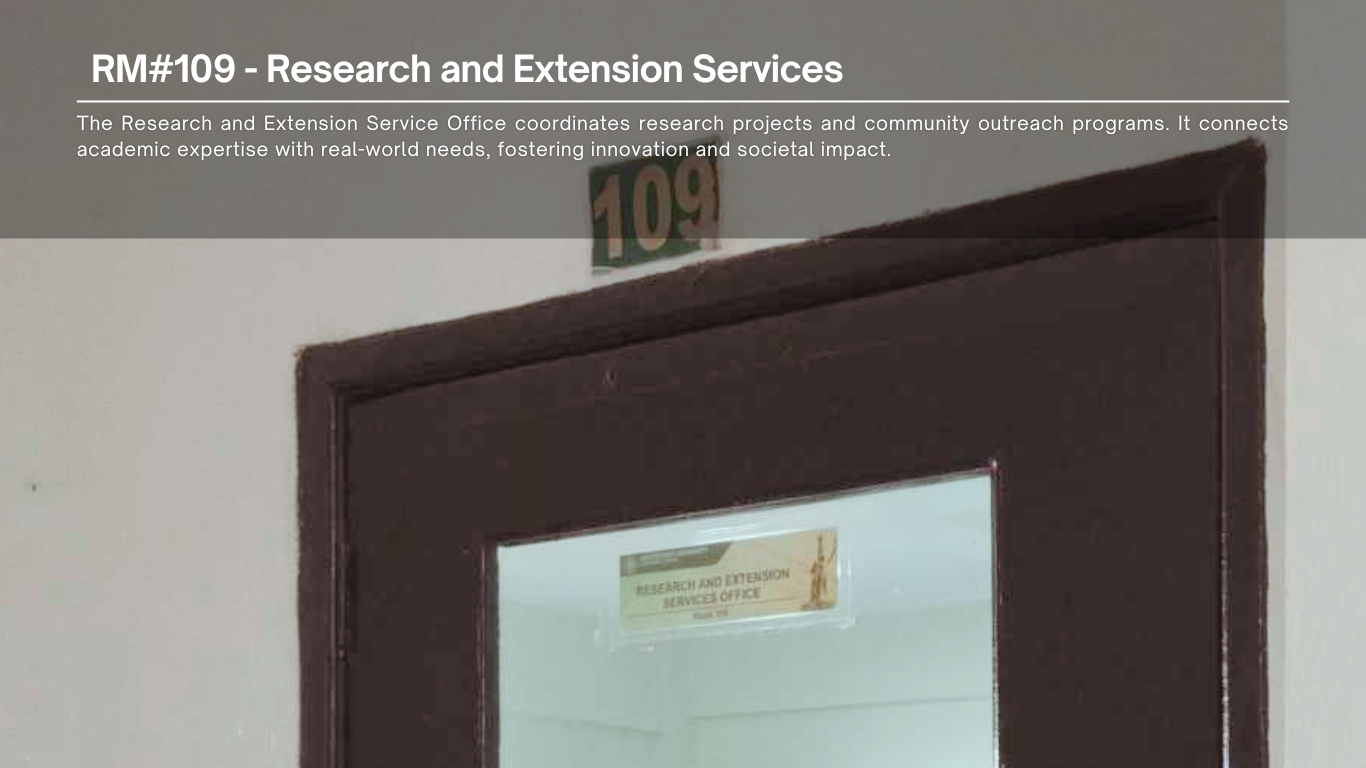 RM#109 - Research and Extension Services
The Research and Extension Service Office coordinates research projects and community outreach programs. It connects
academic expertise with real-world needs, fostering innovation and societal impact.
109
RESEARCH AND EXTENSION
SERVICES OFFICE
Room 109